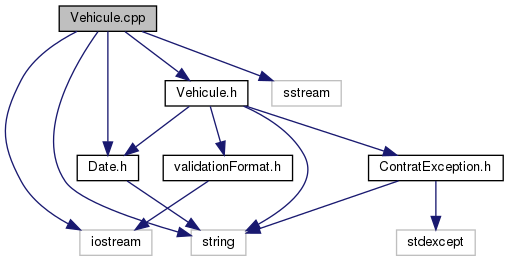 Vehicule.cpp
Vehicule.h
sstream
Date.h
validationFormat.h
ContratException.h
iostream
string
stdexcept